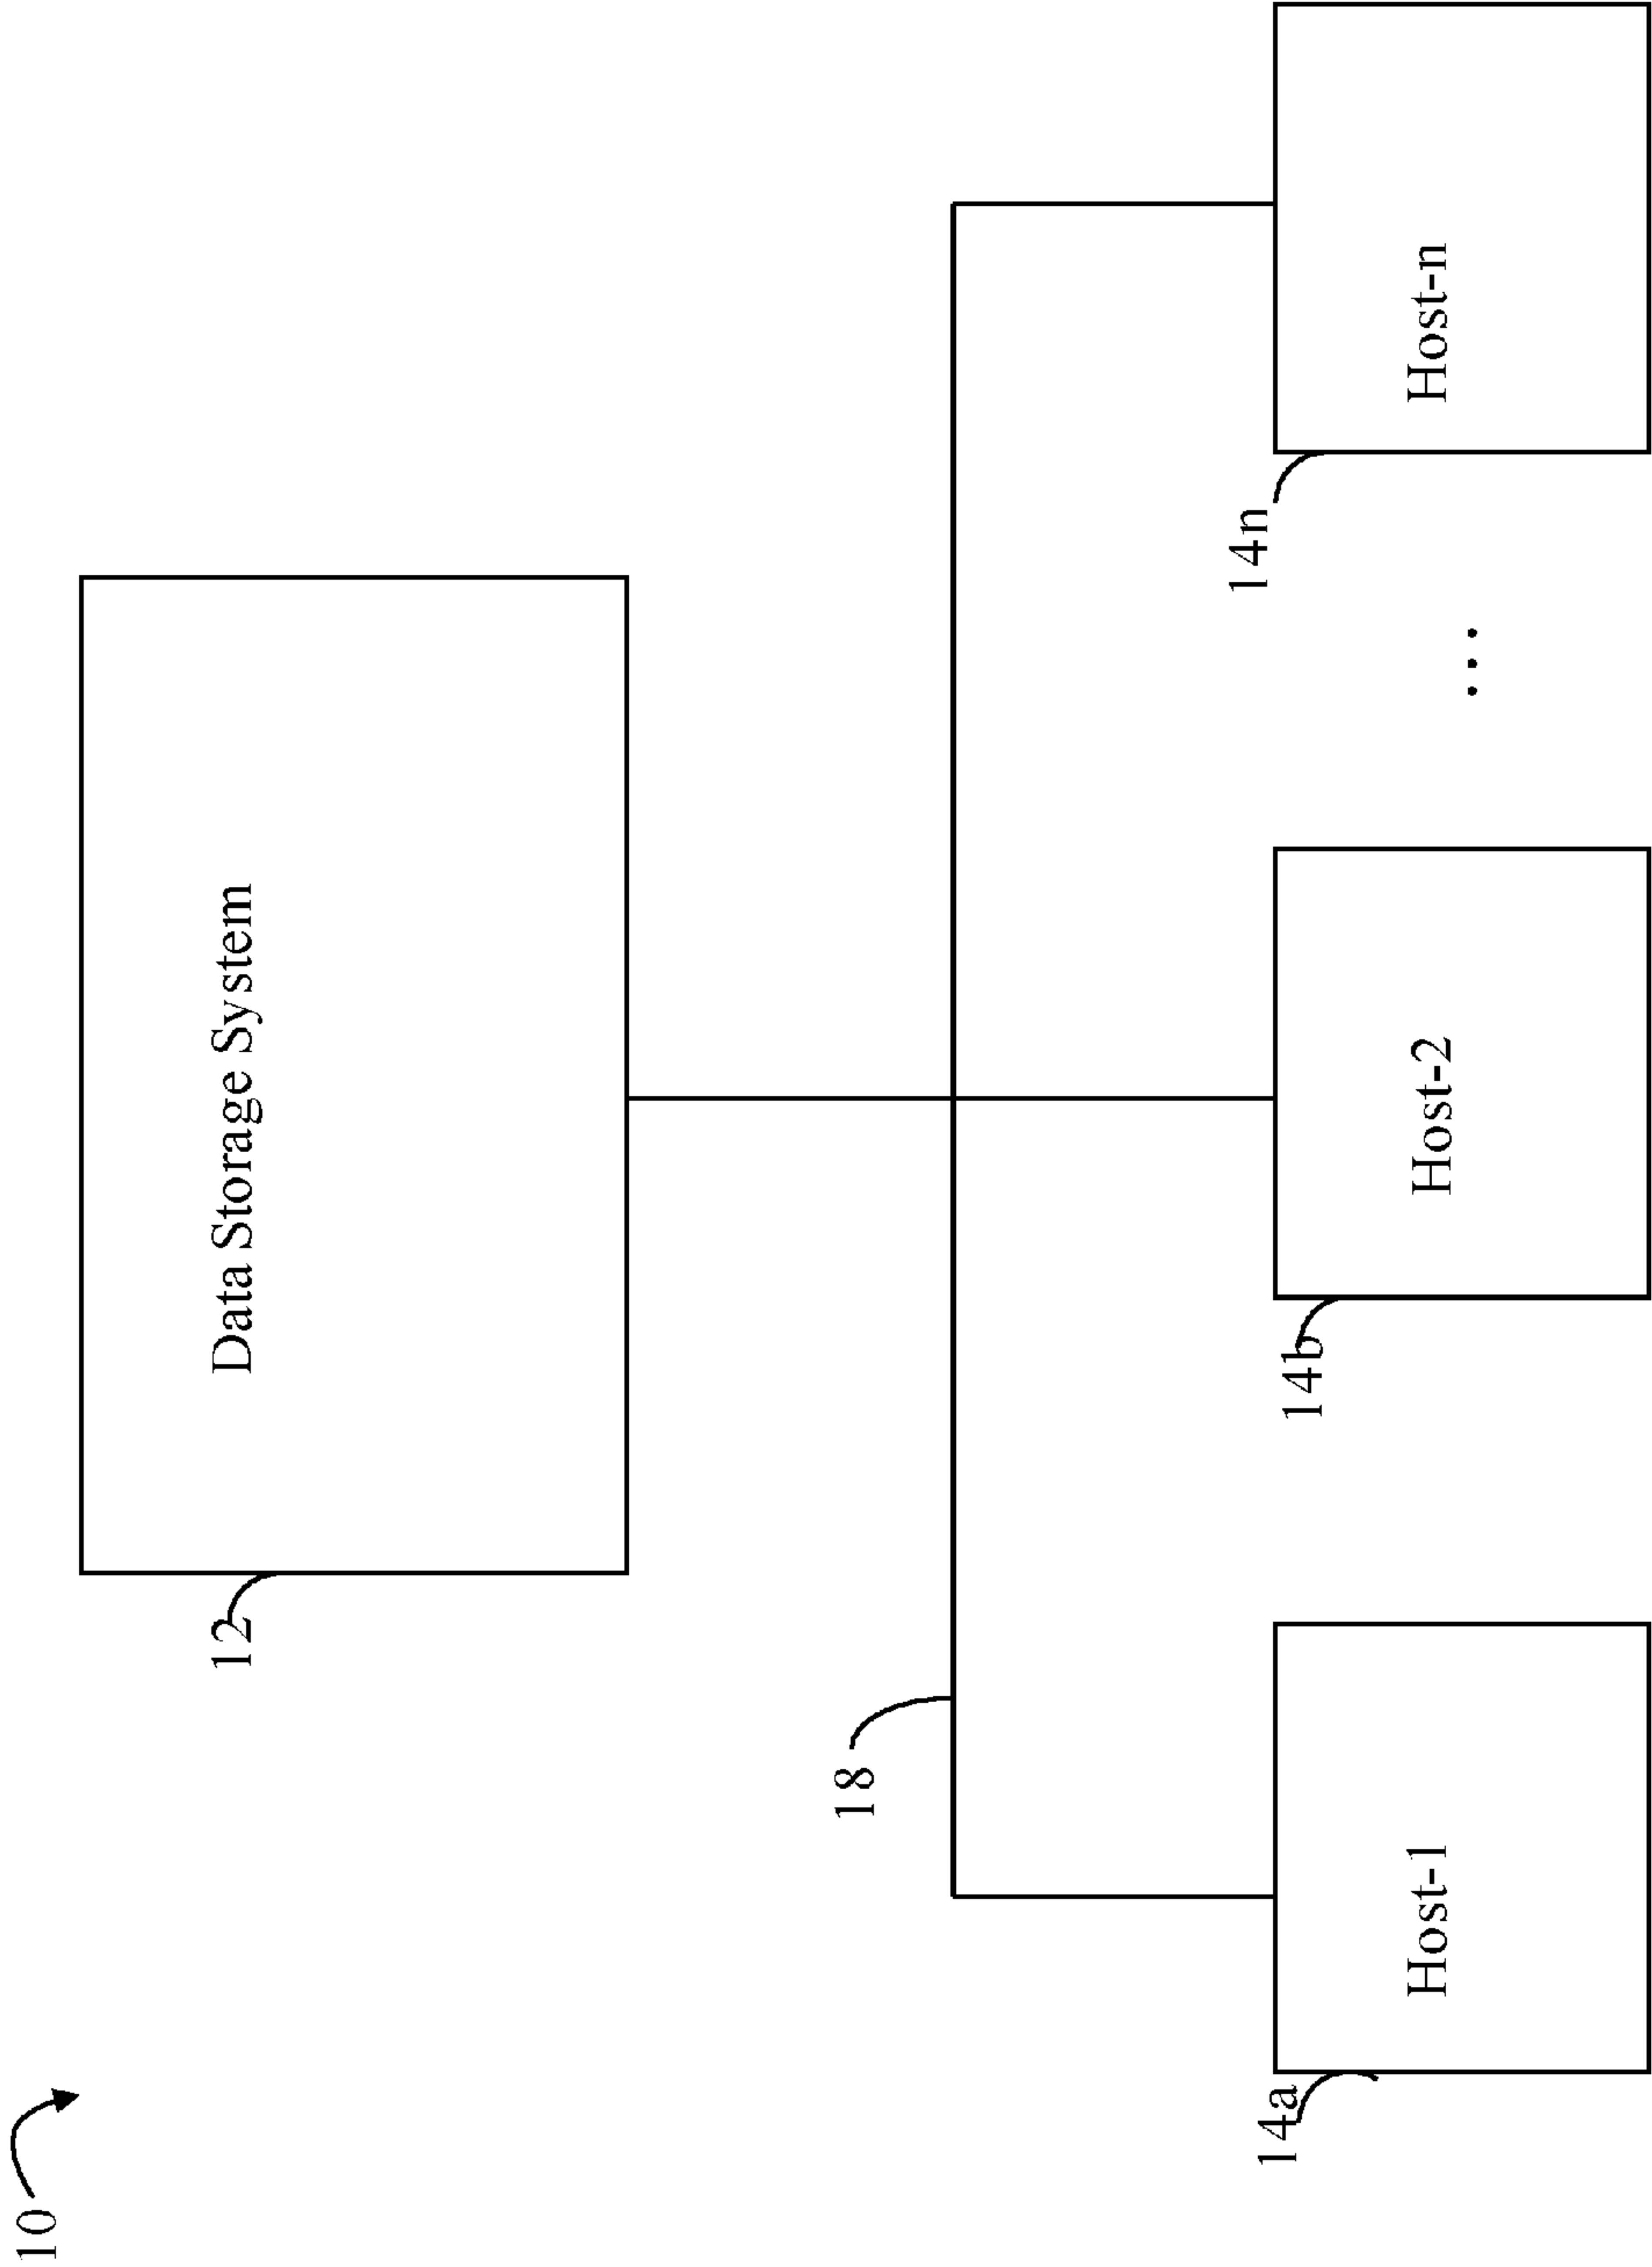 10
12
Data Storage System
18
14a
Host-1
14b
Host-2
14n
Host-n
...